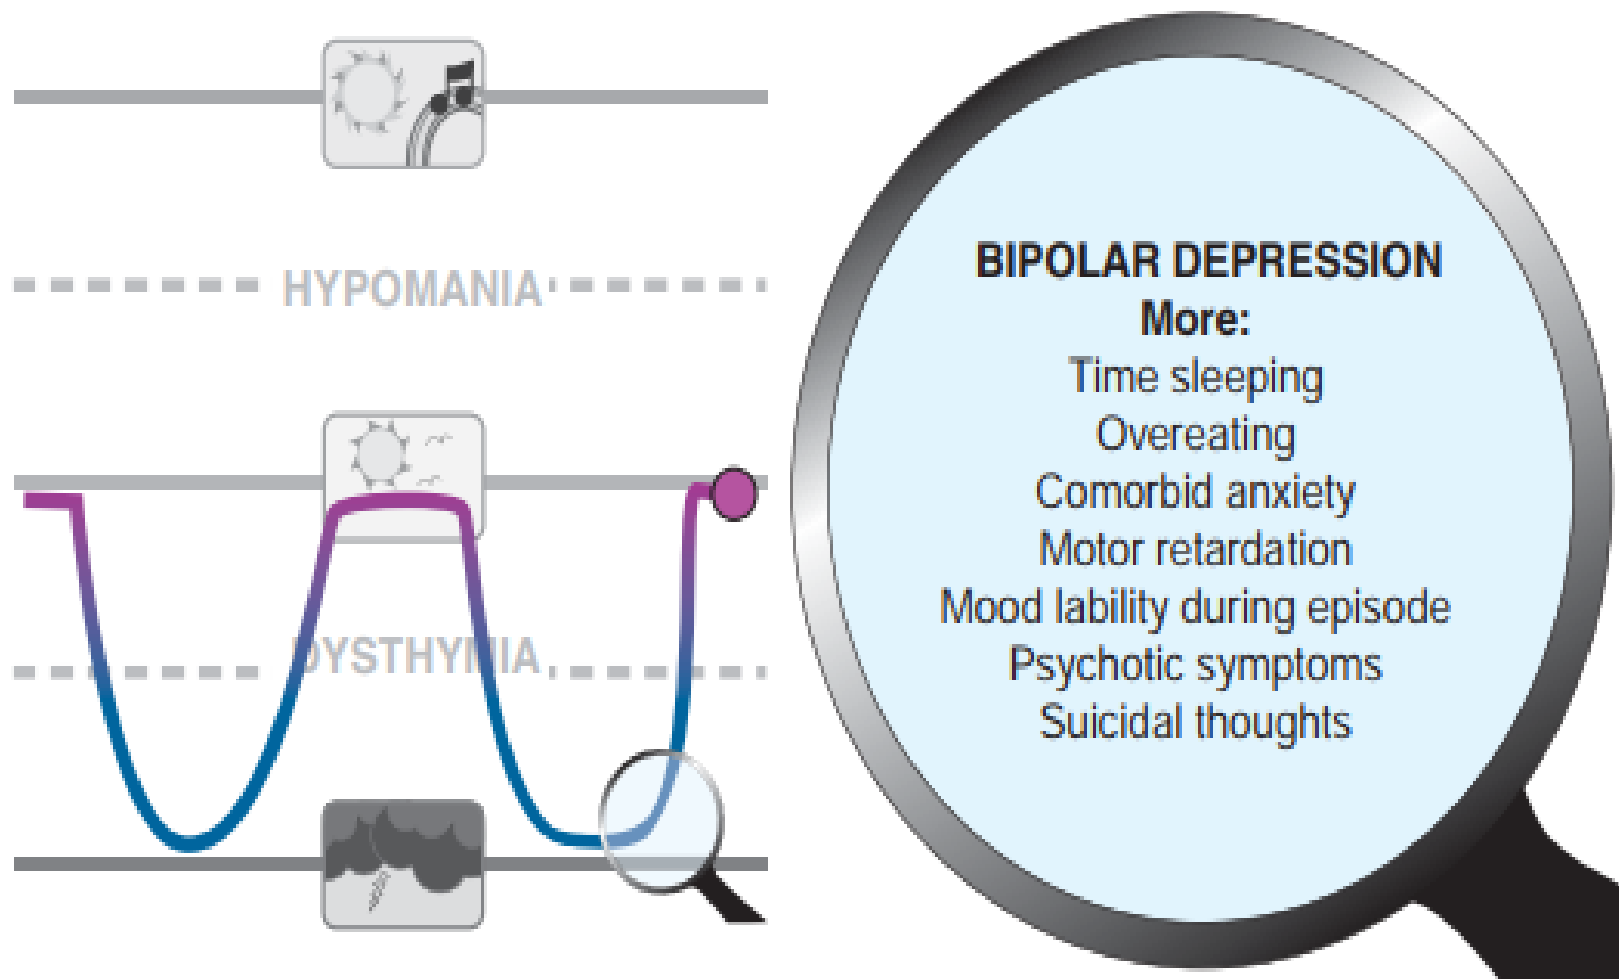 HYPOMANIA
DYSTHYMIA
BIPOLAR DEPRESSION
More:
Time sleeping
Overeating
Comorbid anxiety
Motor retardation
Mood lability during episode
Psychotic symptoms
Suicidal thoughts